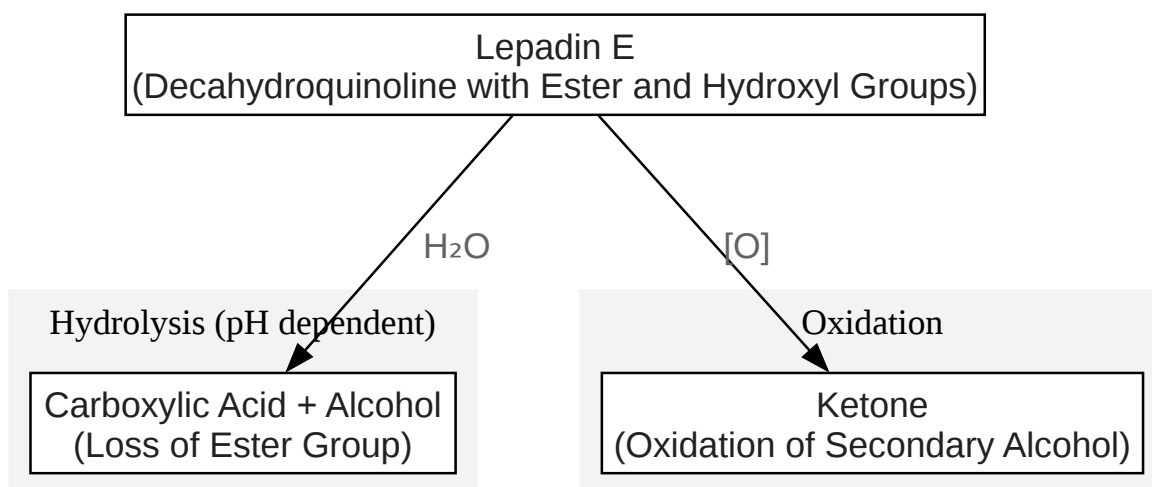 Lepadin E
(Decahydroquinoline with Ester and Hydroxyl Groups)
H₂O
[O]
Hydrolysis (pH dependent)
Oxidation
Carboxylic Acid + Alcohol
(Loss of Ester Group)
Ketone
(Oxidation of Secondary Alcohol)